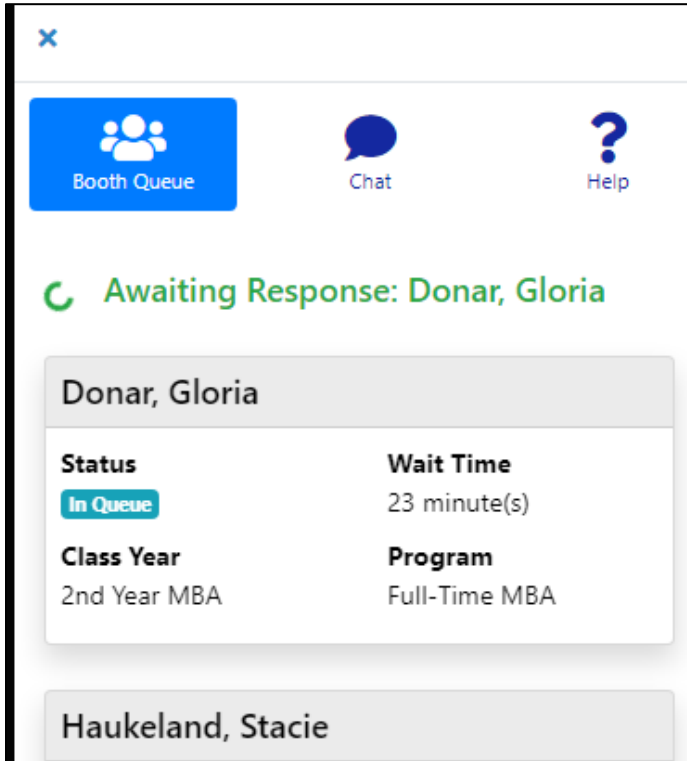 Booth Queue
Chat
Help
Awaiting Response: Donar, Gloria
Donar, Gloria
Status
Wait Time
In Queue
23 minute(s)
Class Year
Program
2nd Year MBA
Full-Time MBA
Haukeland, Stacie